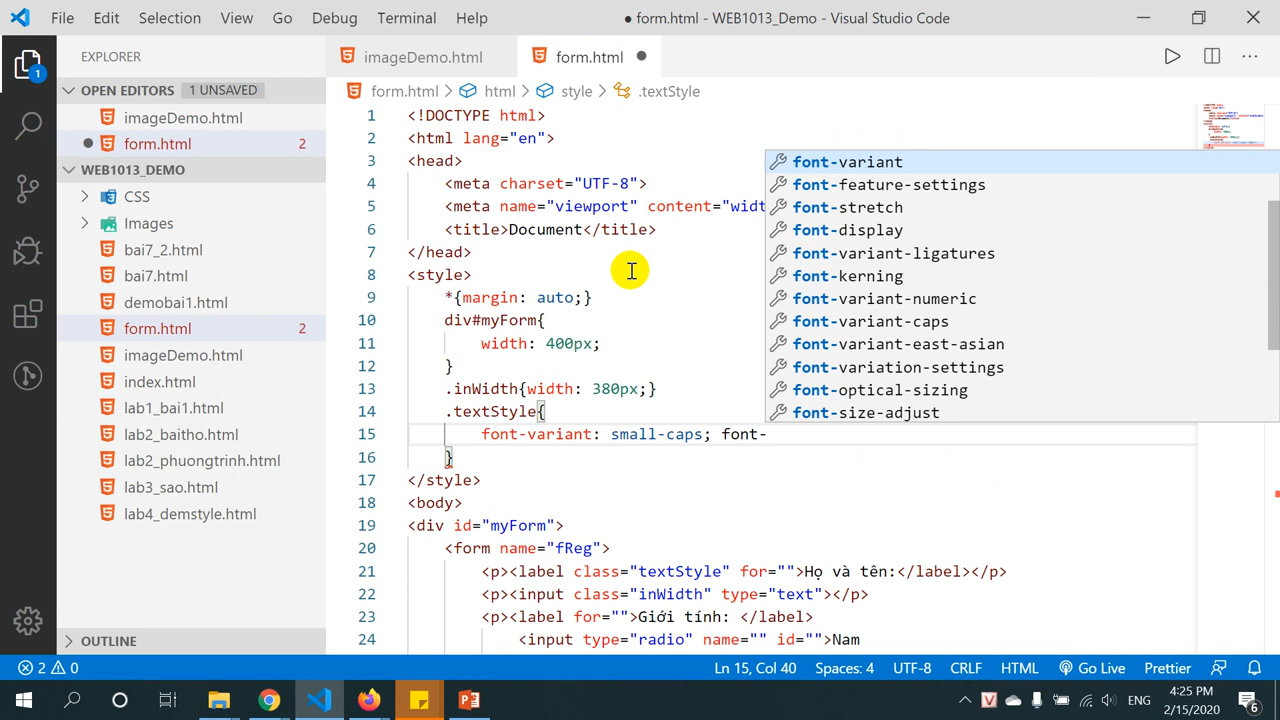 File Edit Selection View Go Debug Terminal Help
● form.html - WEB1013_Demo - Visual Studio Code
EXPLORER
OPEN EDITORS 1 UNSAVED
imageDemo.html
form.html 2
WEB1013_DEMO
CSS
Images
bai7_2.html
bai7.html
demobai1.html
form.html 2
imageDemo.html
index.html
lab1_bai1.html
lab2_baitho.html
lab2_phuongtrinh.html
lab3_sao.html
lab4_demstyle.html
OUTLINE
1
imageDemo.html form.html
form.html > html > style > .textStyle
1 <!DOCTYPE html>
2 <html lang="en">
3 <head>
4 <meta charset="UTF-8">
5 <meta name="viewport" content="widt
6 <title>Document</title>
7 </head>
8 <style>
9 *{margin: auto;}
10 div#myForm{
11 width: 400px;
12 }
13 .inWidth{width: 380px;}
14 .textStyle{
15 font-variant: small-caps; font-
16 }
17 </style>
18 <body>
19 <div id="myForm">
20 <form name="fReg">
21 <p><label class="textStyle" for="">Họ và tên:</label></p>
22 <p><input class="inWidth" type="text"></p>
23 <p><label for="">Giới tính: </label>
24 <input type="radio" name="" id="">Nam
font-variant
font-feature-settings
font-stretch
font-display
font-variant-ligatures
font-kerning
font-variant-numeric
font-variant-caps
font-variant-east-asian
font-variation-settings
font-optical-sizing
font-size-adjust
2 0 Ln 15, Col 40 Spaces: 4 UTF-8 CRLF HTML Go Live Prettier
ENG
4:25 PM
2/15/2020
6